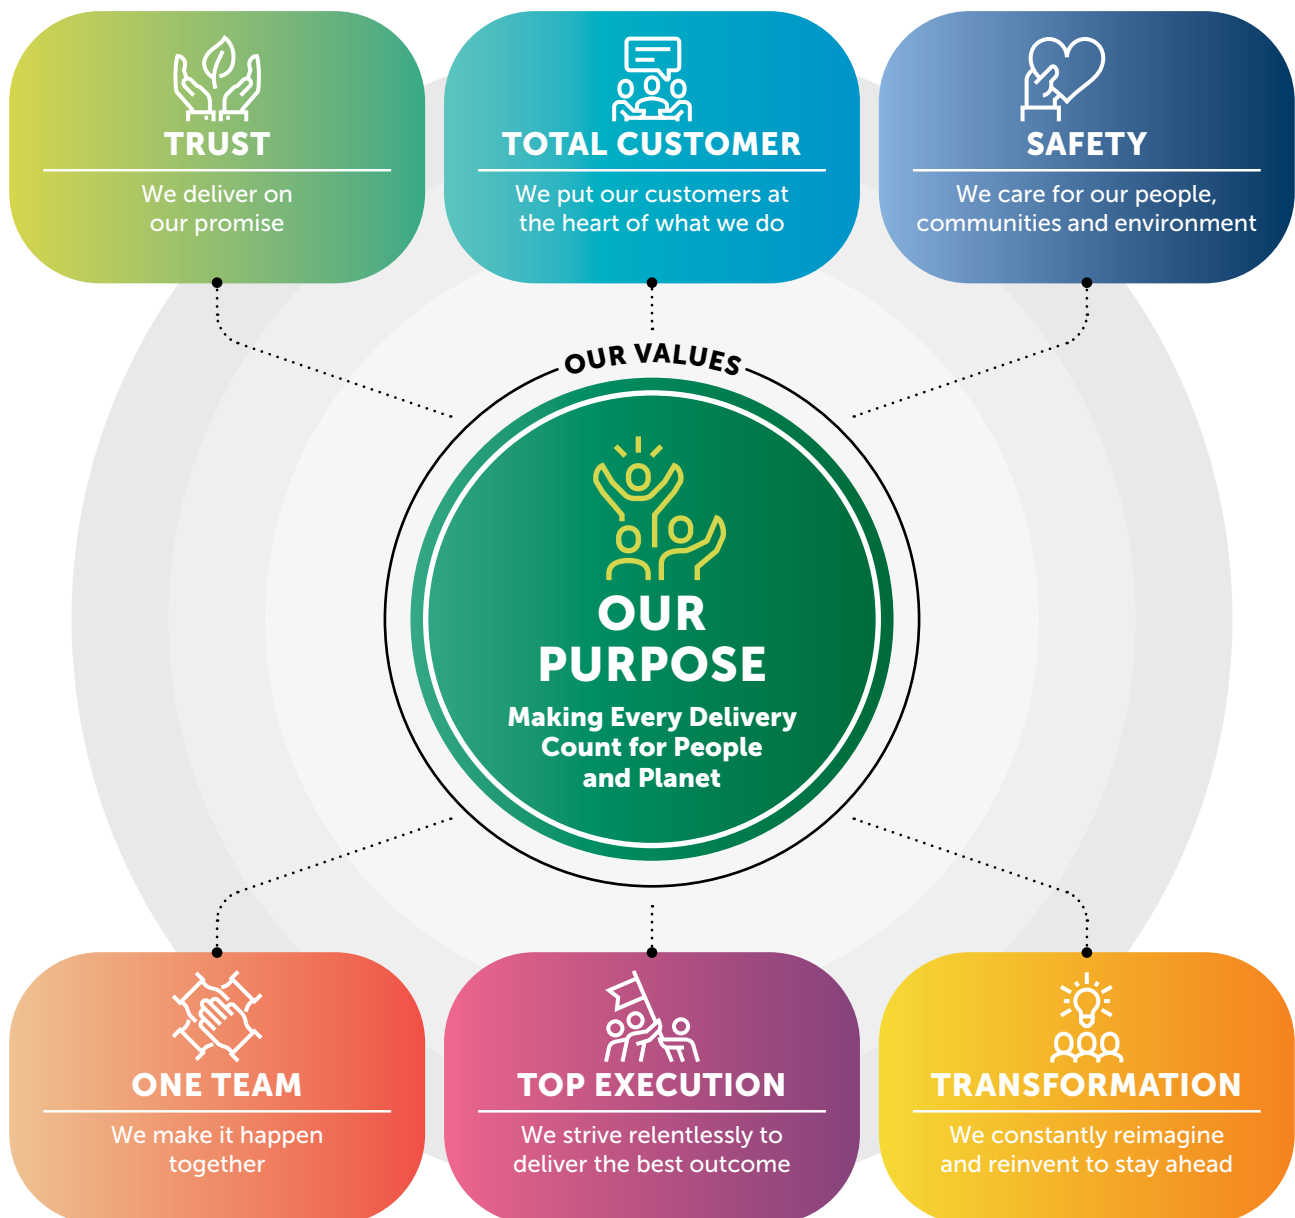 TRUST
We deliver on
our promise
TOTAL CUSTOMER
We put our customers at
the heart of what we do
SAFETY
We care for our people,
communities and environment
OUR VALUES
OUR
PURPOSE
Making Every Delivery
Count for People
and Planet
ONE TEAM
We make it happen
together
TOP EXECUTION
We strive relentlessly to
deliver the best outcome
TRANSFORMATION
We constantly reimagine
and reinvent to stay ahead